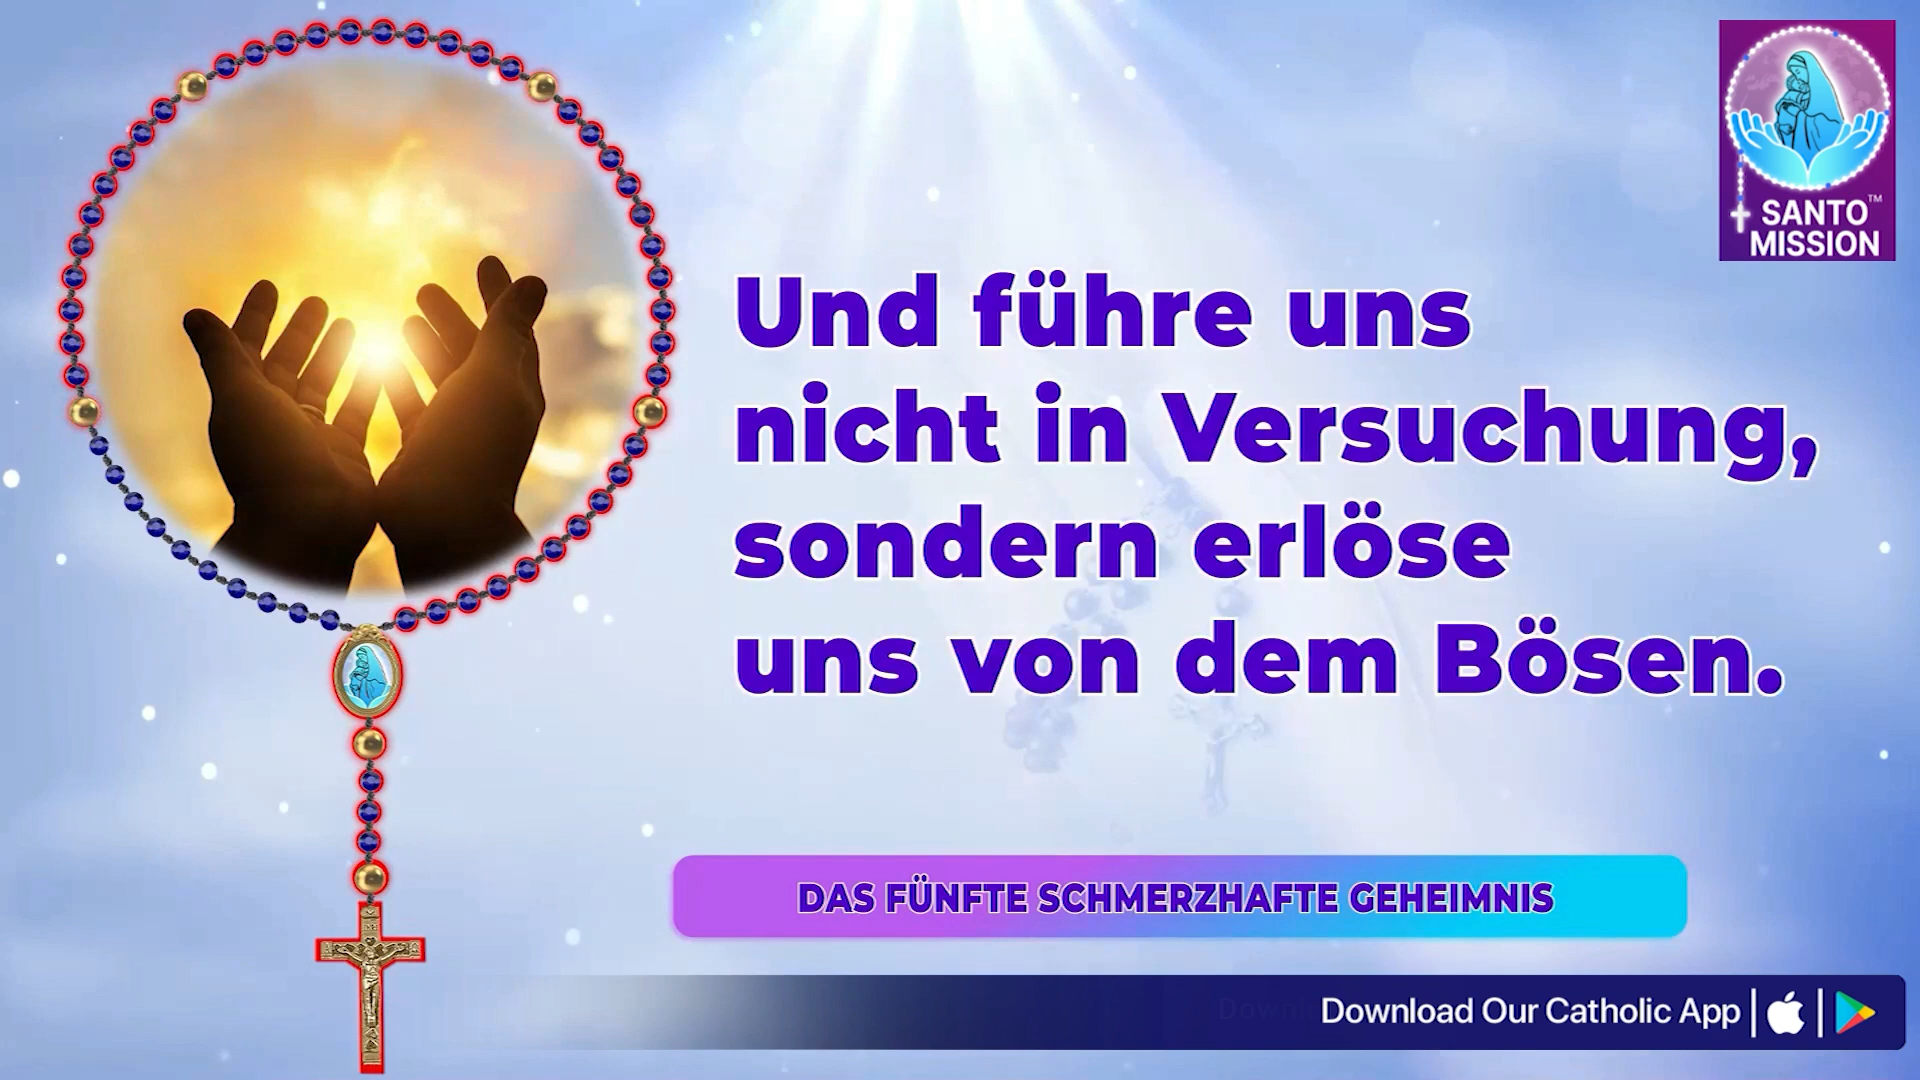 SANTO™
MISSION
Und führe uns
nicht in Versuchung,
sondern erlöse
uns von dem Bösen.
DAS FÜNFTE SCHMERZHAFTE GEHEIMNIS
Download Our Catholic App